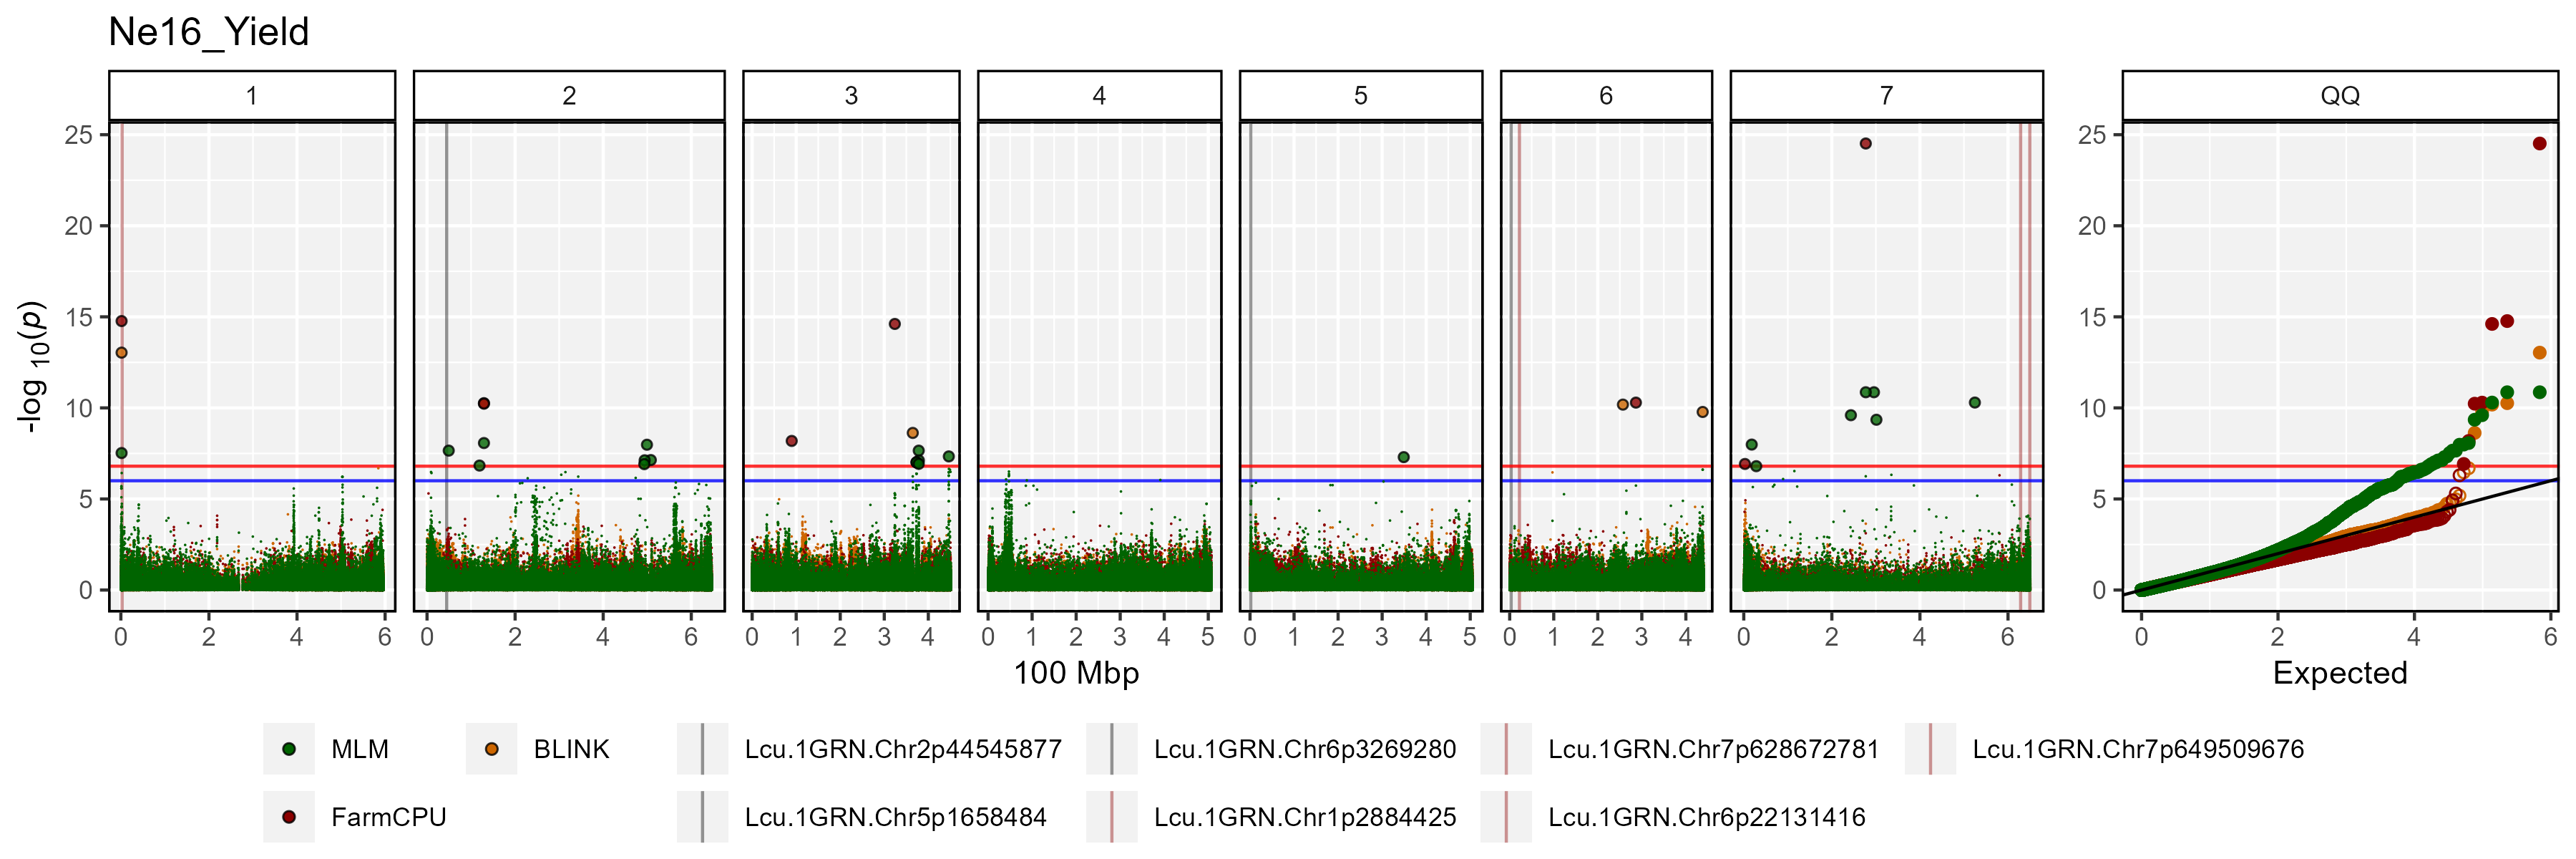 Ne16_Yield
1 2 3 4 5 6 7 QQ
25 25
20 20
15 15
10 10
5 5
0 0
-log 10(p)
0 2 4 6 0 2 4 6 0 1 2 3 4 0 1 2 3 4 5 0 1 2 3 4 5 0 1 2 3 4 0 2 4 6 0 2 4 6
100 Mbp Expected
MLM BLINK Lcu.1GRN.Chr2p44545877 Lcu.1GRN.Chr6p3269280 Lcu.1GRN.Chr7p628672781 Lcu.1GRN.Chr7p649509676
FarmCPU Lcu.1GRN.Chr5p1658484 Lcu.1GRN.Chr1p2884425 Lcu.1GRN.Chr6p22131416